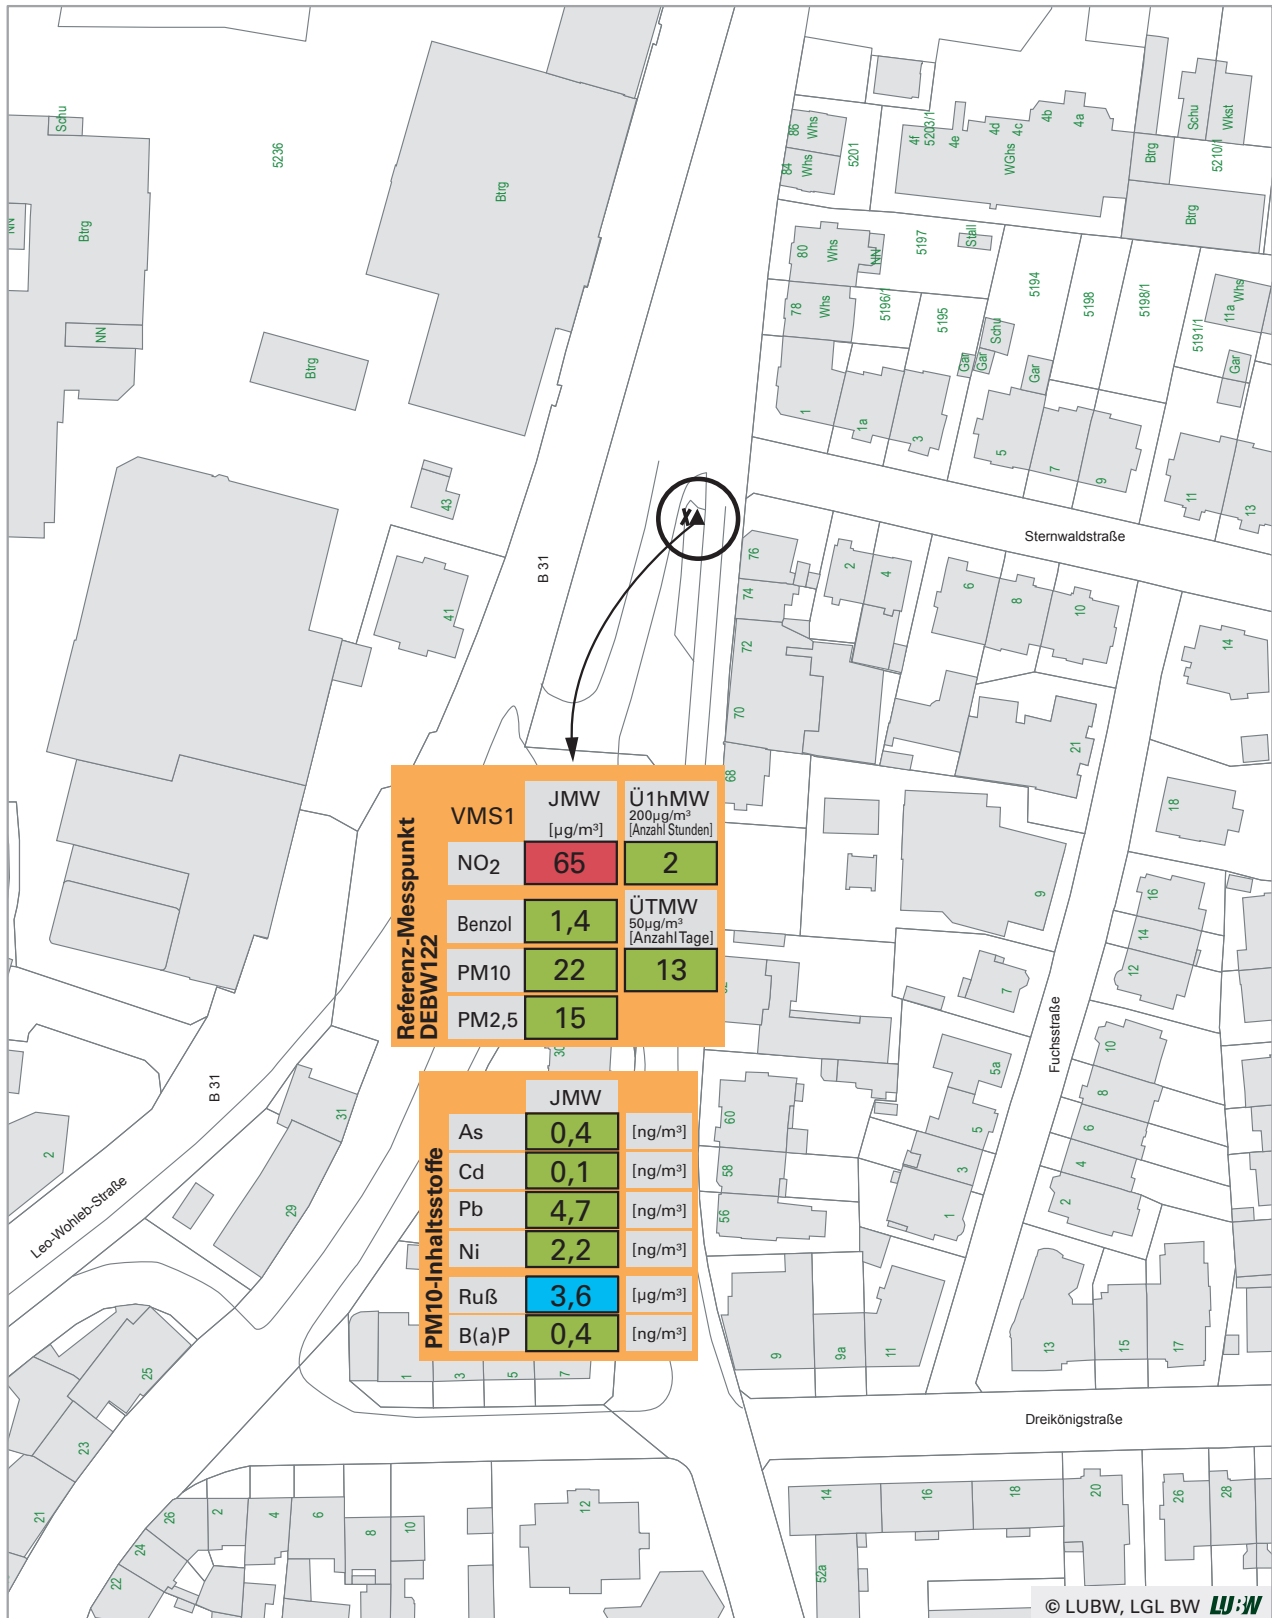 Schu
5236
NN
Btrg
Btrg
NN
Btrg
86
Whs
84
Whs
5201
4f
5203/1
4e
4d
4c
4b
4a
WGhs
Schu
Wkst
Btrg
5210/1
Btrg
80
Whs
NN
5197
Stall
78
Whs
5196/1
5195
5194
5198
5198/1
5191/1
11a
Whs
Schu
Gar
Gar
Gar
Gar
1
1a
3
5
7
9
11
13
43
41
B 31
Sternwaldstraße
76
74
72
70
68
2
4
6
8
10
14
21
18
9
16
14
12
7
5a
5
3
1
Fuchsstraße
10
8
6
4
2
Referenz-Messpunkt
DEBW122
VMS1
JMW
[µg/m³]
Ü1hMW
200µg/m³
[Anzahl Stunden]
NO2 65 2
Benzol 1,4
ÜTMW
50µg/m³
[Anzahl Tage]
PM10 22 13
PM2,5 15
60
58
56
PM10-Inhaltsstoffe
JMW
As 0,4 [ng/m³]
Cd 0,1 [ng/m³]
Pb 4,7 [ng/m³]
Ni 2,2 [ng/m³]
Ruß 3,6 [µg/m³]
B(a)P 0,4 [ng/m³]
B 31
Leo-Wohleb-Straße
2
31
29
25
23
21
1
3
5
7
9
9a
11
13
15
17
Dreikönigstraße
26
24
22
2
4
6
8
10
12
14
16
18
20
26
28
52a
© LUBW, LGL BW LUBW